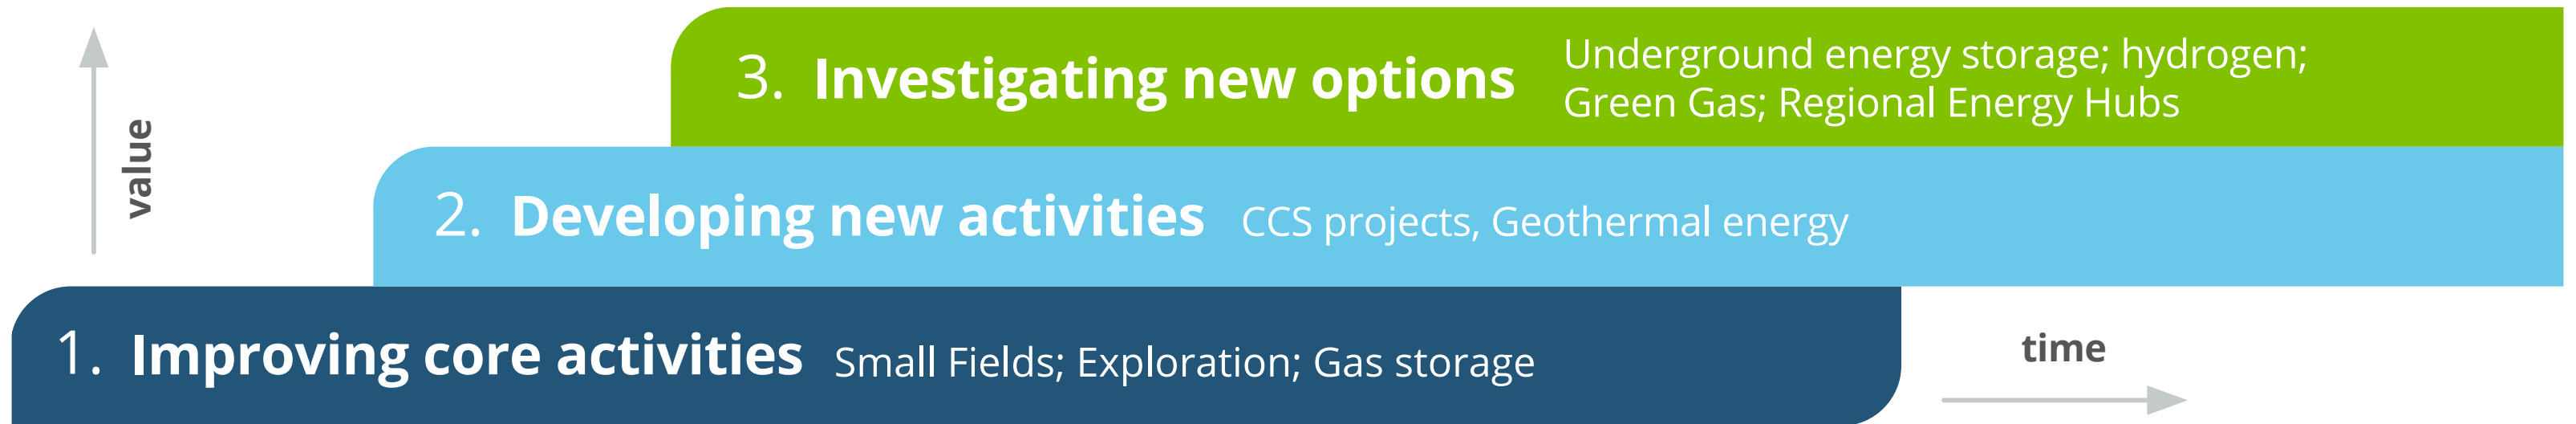 value
3. Investigating new options
Underground energy storage; hydrogen;
Green Gas; Regional Energy Hubs
2. Developing new activities CCS projects, Geothermal energy
1. Improving core activities Small Fields; Exploration; Gas storage
time